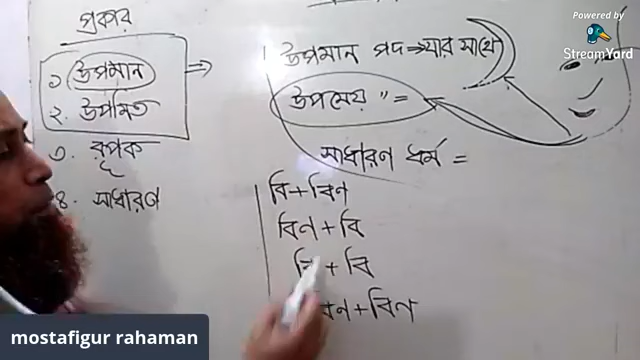 প্রকার
১. উপমান
২. উপমিত
৩. রূপক
৪. সাধারণ
উপমান পদ → যার সাথে
উপমেয় " =
সাধারণ ধর্ম =
বি + বিণ
বিণ + বি
বি + বি
বিণ + বিণ
Powered by
StreamYard
mostafigur rahaman